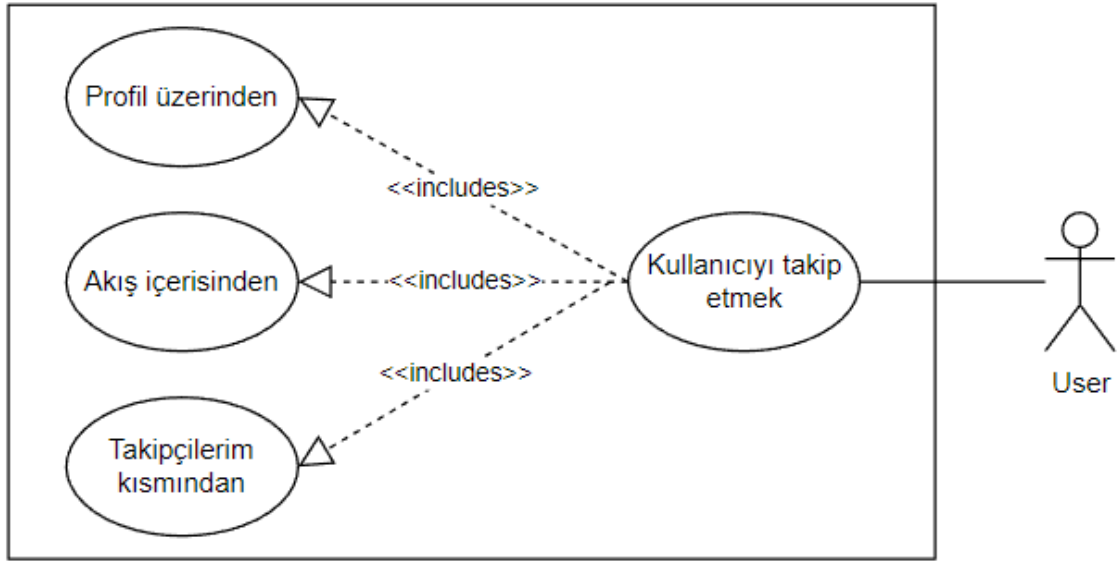 Profil üzerinden
<<includes>>
Akış içerisinden
<<includes>>
Kullanıcıyı takip
etmek
<<includes>>
User
Takipçilerim
kısmından